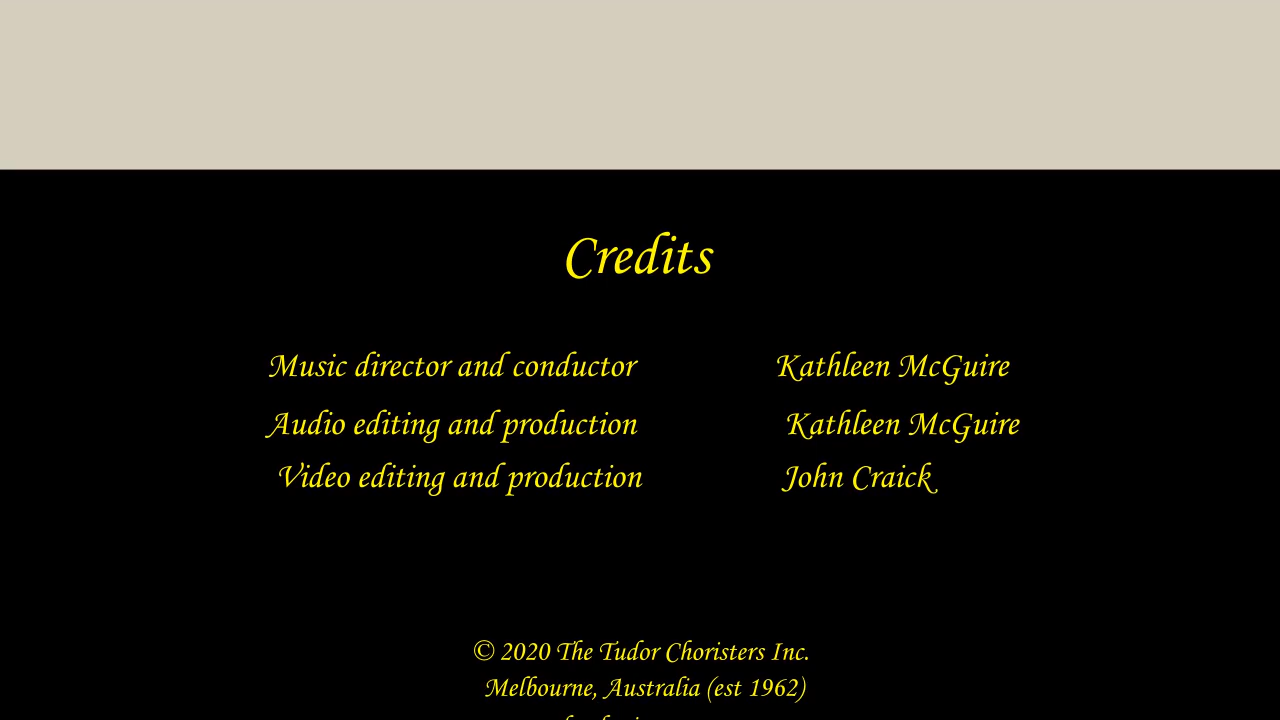 Credits
Music director and conductor Kathleen McGuire
Audio editing and production Kathleen McGuire
Video editing and production John Craick
© 2020 The Tudor Choristers Inc.
Melbourne, Australia (est 1962)